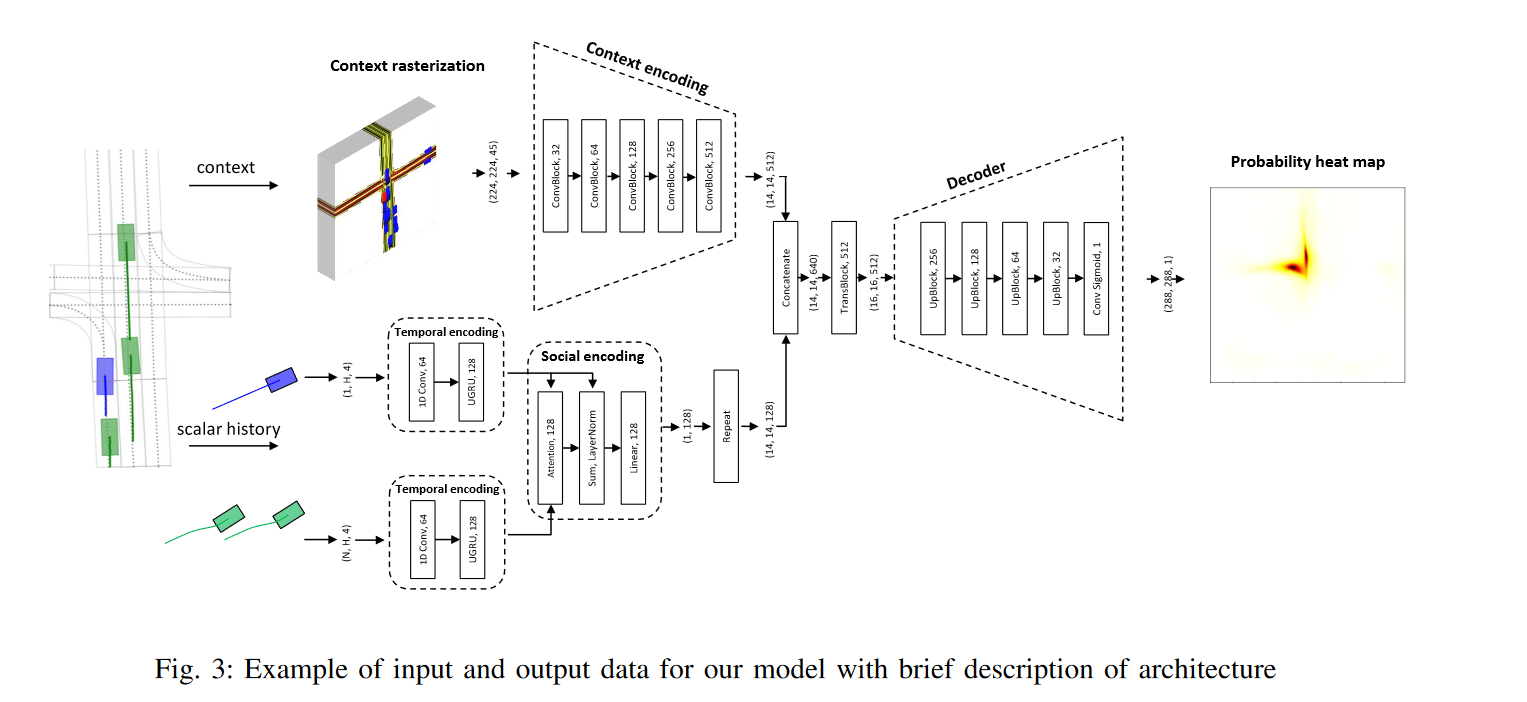 Context rasterization
Context encoding
context
(224, 224, 45)
ConvBlock, 32
ConvBlock, 64
ConvBlock, 128
ConvBlock, 256
ConvBlock, 512
(14, 14, 512)
Decoder
Probability heat map
Concatenate
(14, 14, 640)
TransBlock, 512
(16, 16, 512)
UpBlock, 256
UpBlock, 128
UpBlock, 64
UpBlock, 32
Conv Sigmoid, 1
(288, 288, 1)
scalar history
(1, H, 4)
Temporal encoding
1D Conv, 64
UGRU, 128
Social encoding
Attention, 128
Sum, LayerNorm
Linear, 128
(1, 128)
Repeat
(14, 14, 128)
(N, H, 4)
Temporal encoding
1D Conv, 64
UGRU, 128
Fig. 3: Example of input and output data for our model with brief description of architecture